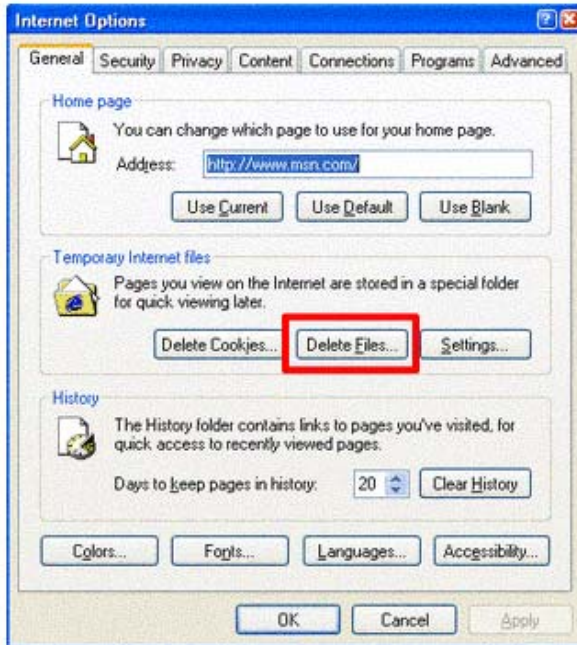 Internet Options
General Security Privacy Content Connections Programs Advanced
Home page
You can change which page to use for your home page.
Address: http://www.msn.com/
Use Current Use Default Use Blank
Temporary Internet files
Pages you view on the Internet are stored in a special folder
for quick viewing later.
Delete Cookies... Delete Files... Settings...
History
The History folder contains links to pages you've visited, for
quick access to recently viewed pages.
Days to keep pages in history: 20 Clear History
Colors... Fonts... Languages... Accessibility...
OK Cancel Apply